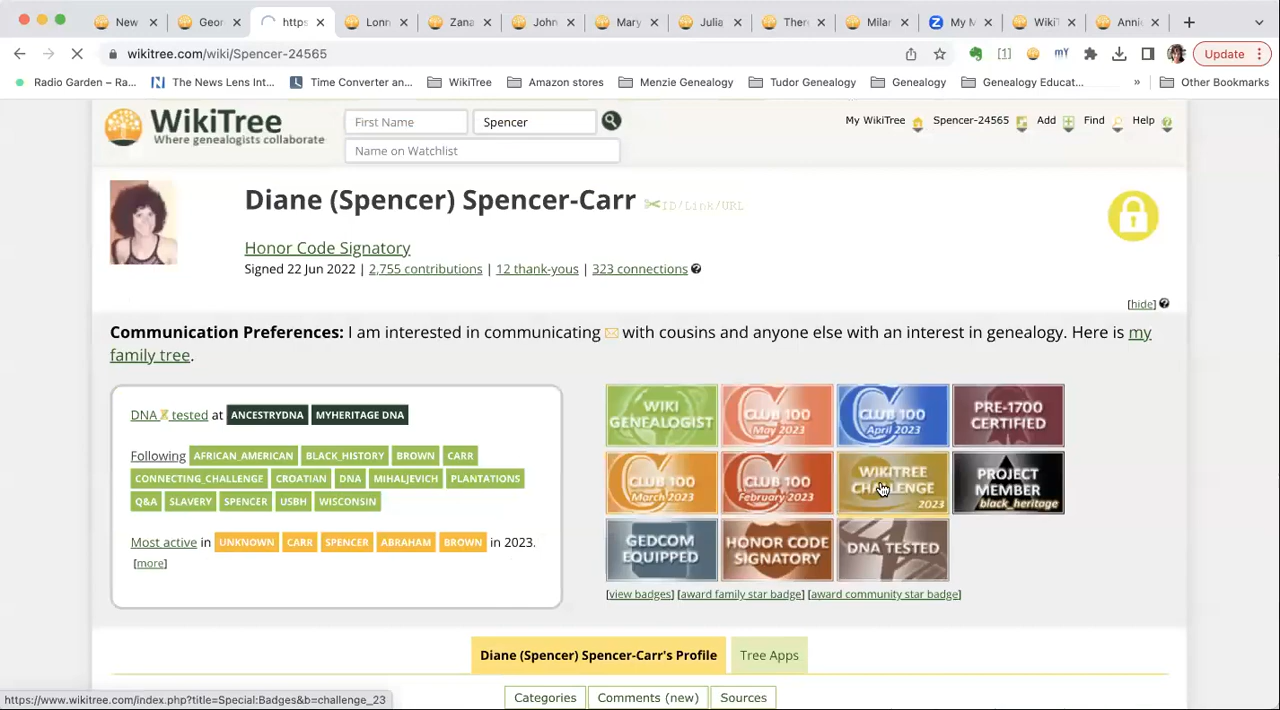 New
Geor
https
Lonn
Zana
John
Mary
Julia
Ther
Milar
My M
WikiT
Annie
wikitree.com/wiki/Spencer-24565
[1]
mY
Update
Radio Garden – Ra...
The News Lens Int...
Time Converter an...
WikiTree
Amazon stores
Menzie Genealogy
Tudor Genealogy
Genealogy
Genealogy Educat...
»
Other Bookmarks
WikiTree
Where genealogists collaborate
First Name
Spencer
Name on Watchlist
My WikiTree
Spencer-24565
Add
Find
Help
Diane (Spencer) Spencer-Carr
ID/Link/URL
Honor Code Signatory
Signed 22 Jun 2022 | 2,755 contributions | 12 thank-yous | 323 connections
[hide]
Communication Preferences: I am interested in communicating with cousins and anyone else with an interest in genealogy. Here is my
family tree.
DNA tested at ANCESTRYDNA MYHERITAGE DNA
Following AFRICAN_AMERICAN BLACK_HISTORY BROWN CARR
CONNECTING_CHALLENGE CROATIAN DNA MIHALJEVICH PLANTATIONS
Q&A SLAVERY SPENCER USBH WISCONSIN
Most active in UNKNOWN CARR SPENCER ABRAHAM BROWN in 2023.
[more]
WIKI
GENEALOGIST
CLUB 100
May 2023
CLUB 100
April 2023
PRE-1700
CERTIFIED
CLUB 100
March 2023
CLUB 100
February 2023
WIKITREE
CHALLENGE
2023
PROJECT
MEMBER
black_heritage
GEDCOM
EQUIPPED
HONOR CODE
SIGNATORY
DNA TESTED
[view badges] [award family star badge] [award community star badge]
Diane (Spencer) Spencer-Carr's Profile
Tree Apps
Categories
Comments (new)
Sources
https://www.wikitree.com/index.php?title=Special:Badges&b=challenge_23